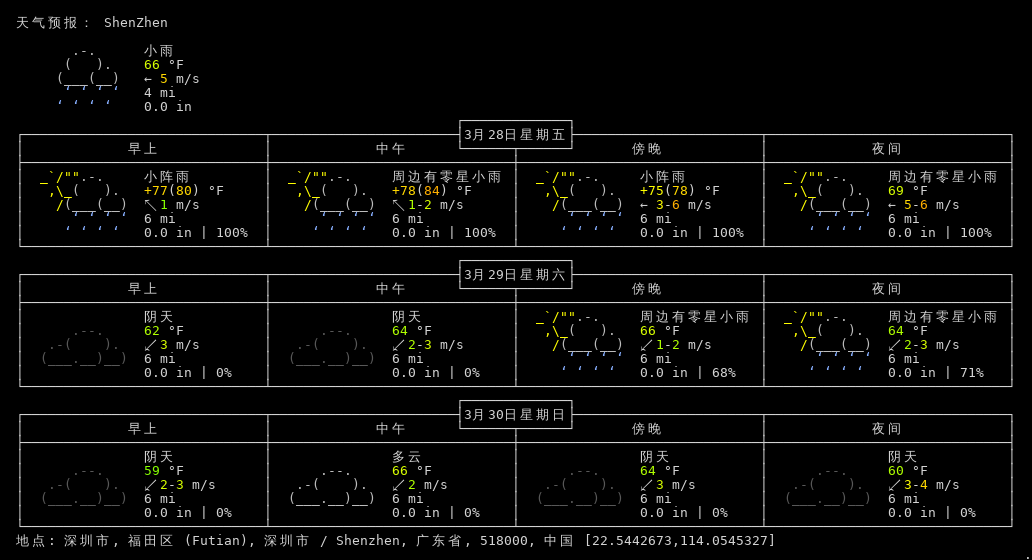 天气预报： ShenZhen
小雨
66 °F
← 5 m/s
4 mi
0.0 in
3月28日星期五
早上 中午 傍晚 夜间
小阵雨 周边有零星小雨 小阵雨 周边有零星小雨
+77(80) °F +78(84) °F +75(78) °F 69 °F
↖ 1 m/s ↖ 1-2 m/s ← 3-6 m/s ← 5-6 m/s
6 mi 6 mi 6 mi 6 mi
0.0 in | 100% 0.0 in | 100% 0.0 in | 100% 0.0 in | 100%
3月29日星期六
早上 中午 傍晚 夜间
阴天 阴天 周边有零星小雨 周边有零星小雨
62 °F 64 °F 66 °F 64 °F
↙ 3 m/s ↙ 2-3 m/s ↙ 1-2 m/s ↙ 2-3 m/s
6 mi 6 mi 6 mi 6 mi
0.0 in | 0% 0.0 in | 0% 0.0 in | 68% 0.0 in | 71%
3月30日星期日
早上 中午 傍晚 夜间
阴天 多云 阴天 阴天
59 °F 66 °F 64 °F 60 °F
↙ 2-3 m/s ↙ 2 m/s ↙ 3 m/s ↙ 3-4 m/s
6 mi 6 mi 6 mi 6 mi
0.0 in | 0% 0.0 in | 0% 0.0 in | 0% 0.0 in | 0%
地点: 深圳市, 福田区 (Futian), 深圳市 / Shenzhen, 广东省, 518000, 中国 [22.5442673,114.0545327]